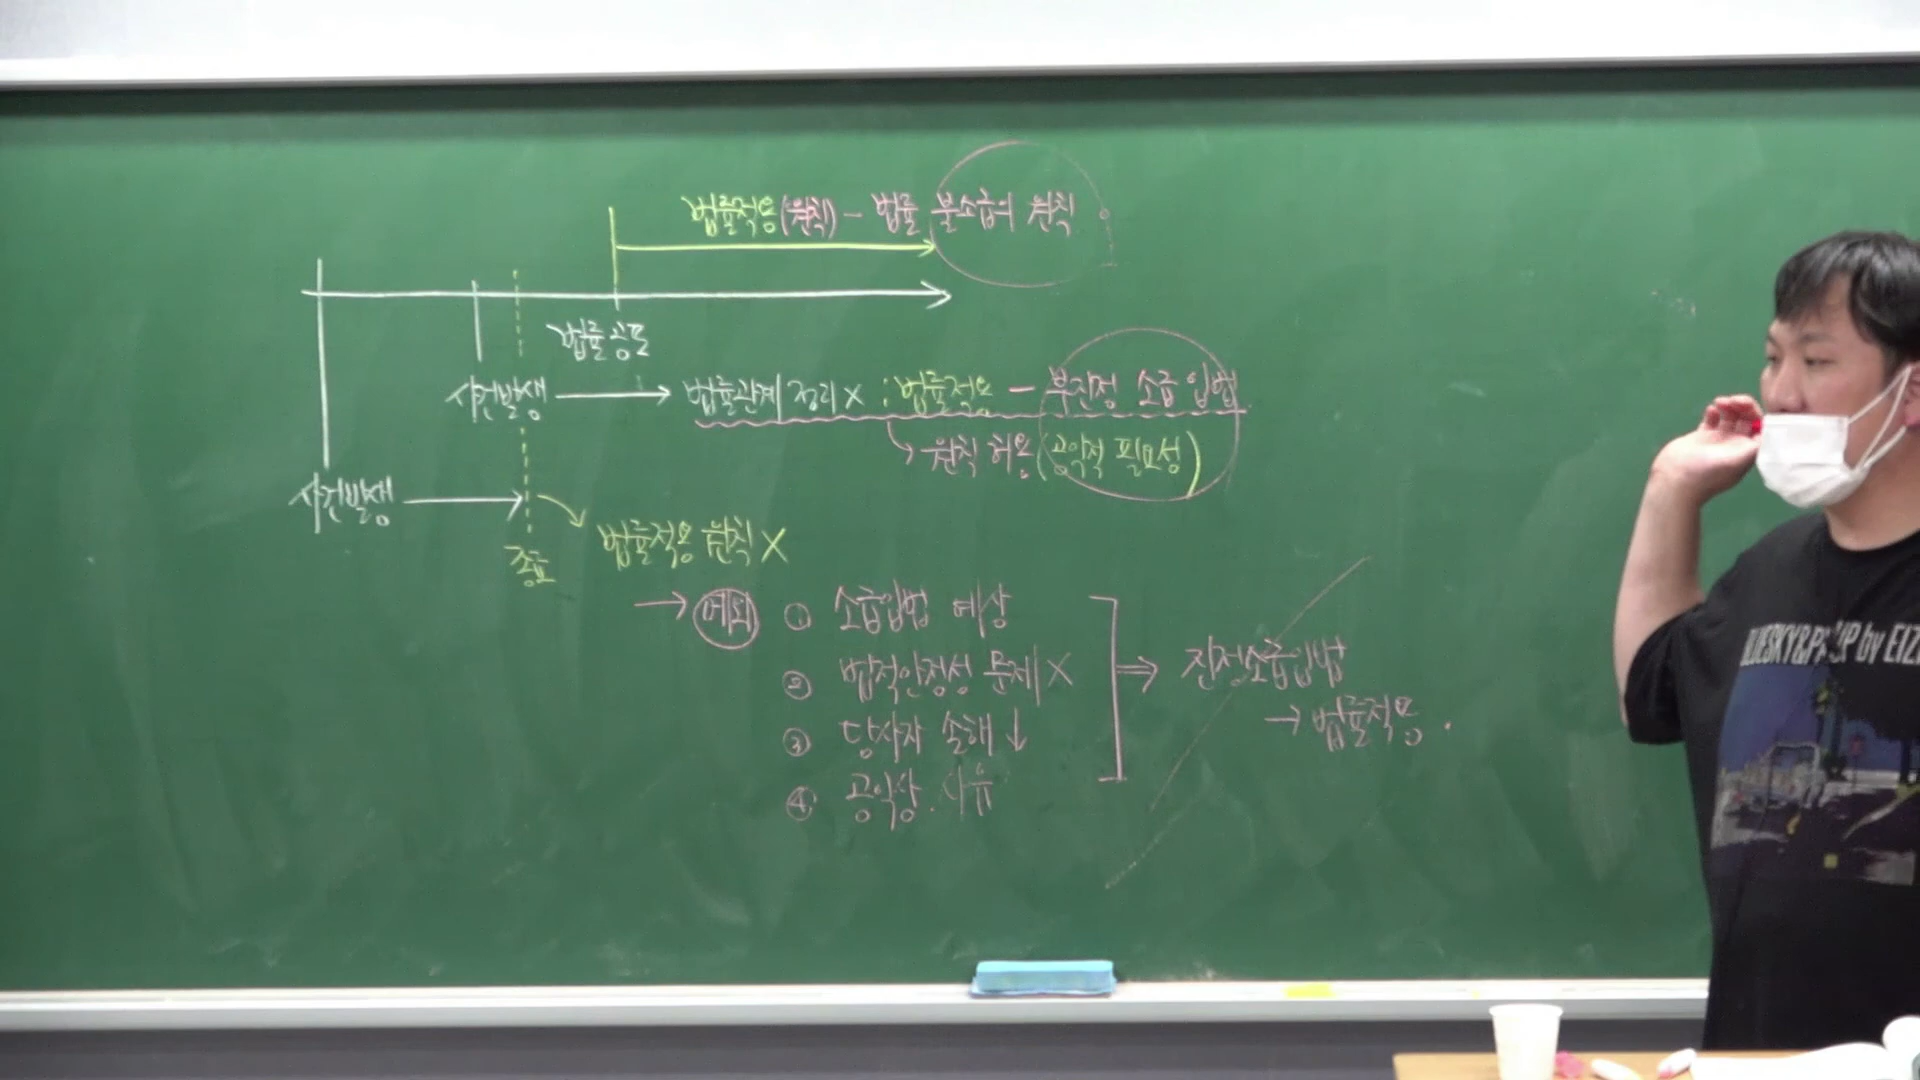 법률적용(원칙) - 법률 불소급의 원칙
법률공포
사건발생 → 법률관계 정리 X : 법률적용 - 부진정 소급 입법
↳ 원칙 허용 (공익적 필요성)
사건발생 →
종료
법률적용 원칙 X
→ 예외 ① 소급입법 예상
② 법적안정성 문제 X
③ 당사자 손해 ↓
④ 공익상 사유
⇒ 진정소급입법
→ 법률적용.